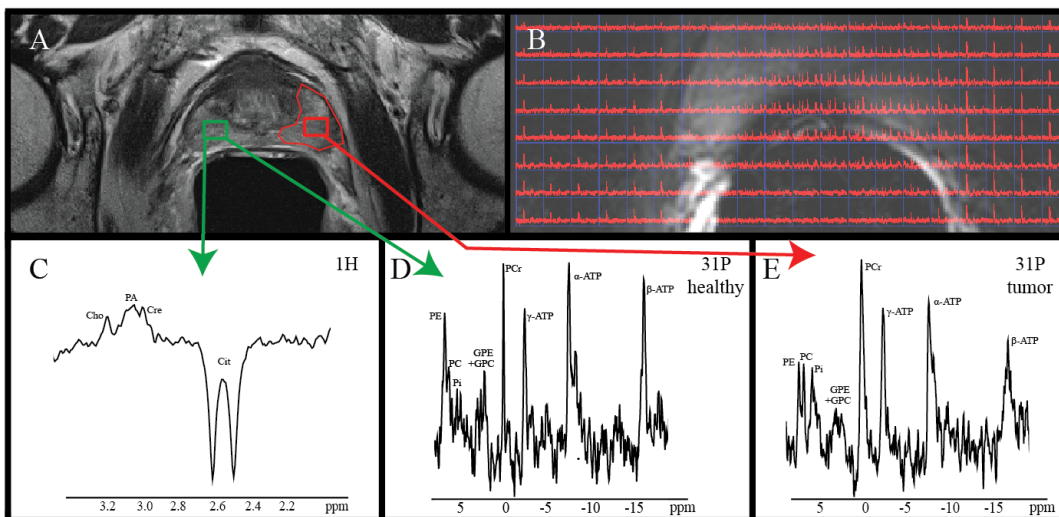 A
B
C
1H
Cho
PA
Cre
Cit
3.2 3.0 2.6 2.4 2.2 ppm
D
31P
healthy
PE
PC
Pi
GPE
+GPC
PCr
γ-ATP
α-ATP
β-ATP
5 0 -5 -10 -15 ppm
E
31P
tumor
PE
PC
Pi
GPE
+GPC
PCr
γ-ATP
α-ATP
β-ATP
5 0 -5 -10 -15 ppm